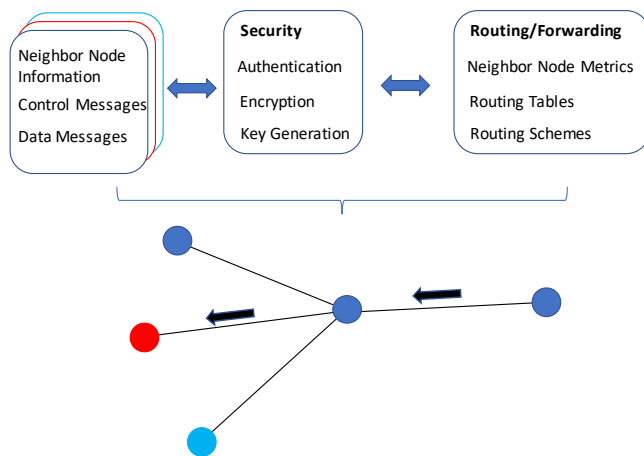 Neighbor Node
Information
Control Messages
Data Messages
Security
Authentication
Encryption
Key Generation
Routing/Forwarding
Neighbor Node Metrics
Routing Tables
Routing Schemes